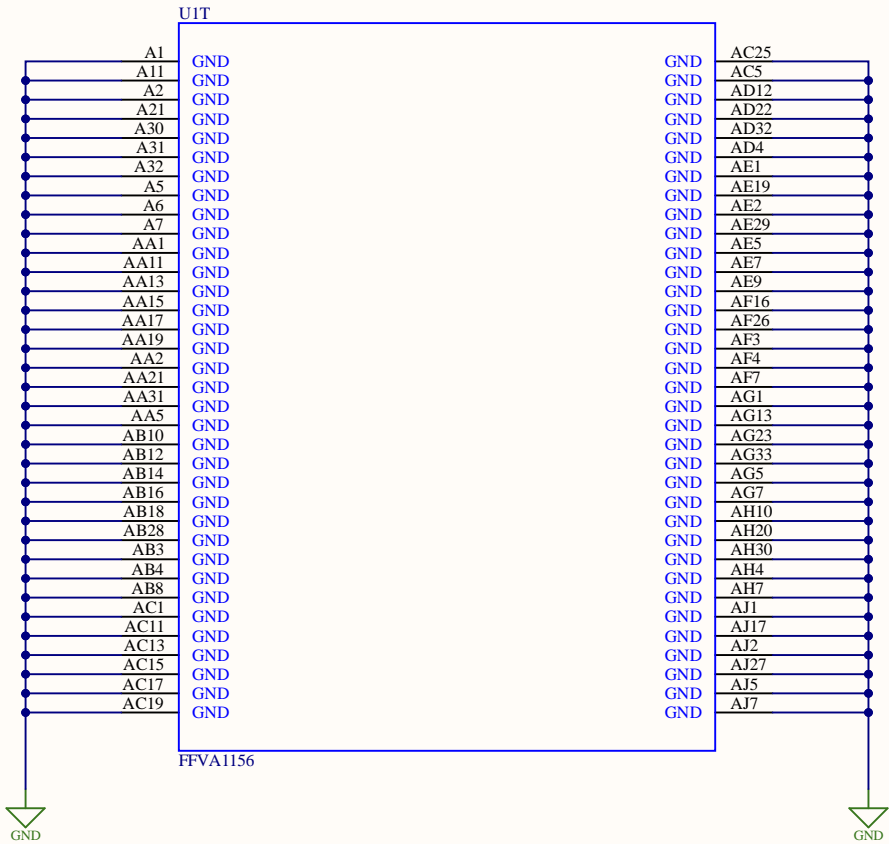 U1T
A1 GND GND AC25
A11 GND GND AC5
A2 GND GND AD12
A21 GND GND AD22
A30 GND GND AD32
A31 GND GND AD4
A32 GND GND AE1
A5 GND GND AE19
A6 GND GND AE2
A7 GND GND AE29
AA1 GND GND AE5
AA11 GND GND AE7
AA13 GND GND AE9
AA15 GND GND AF16
AA17 GND GND AF26
AA19 GND GND AF3
AA2 GND GND AF4
AA21 GND GND AF7
AA31 GND GND AG1
AA5 GND GND AG13
AB10 GND GND AG23
AB12 GND GND AG33
AB14 GND GND AG5
AB16 GND GND AG7
AB18 GND GND AH10
AB28 GND GND AH20
AB3 GND GND AH30
AB4 GND GND AH4
AB8 GND GND AH7
AC1 GND GND AJ1
AC11 GND GND AJ17
AC13 GND GND AJ2
AC15 GND GND AJ27
AC17 GND GND AJ5
AC19 GND GND AJ7
FFVA1156
GND GND